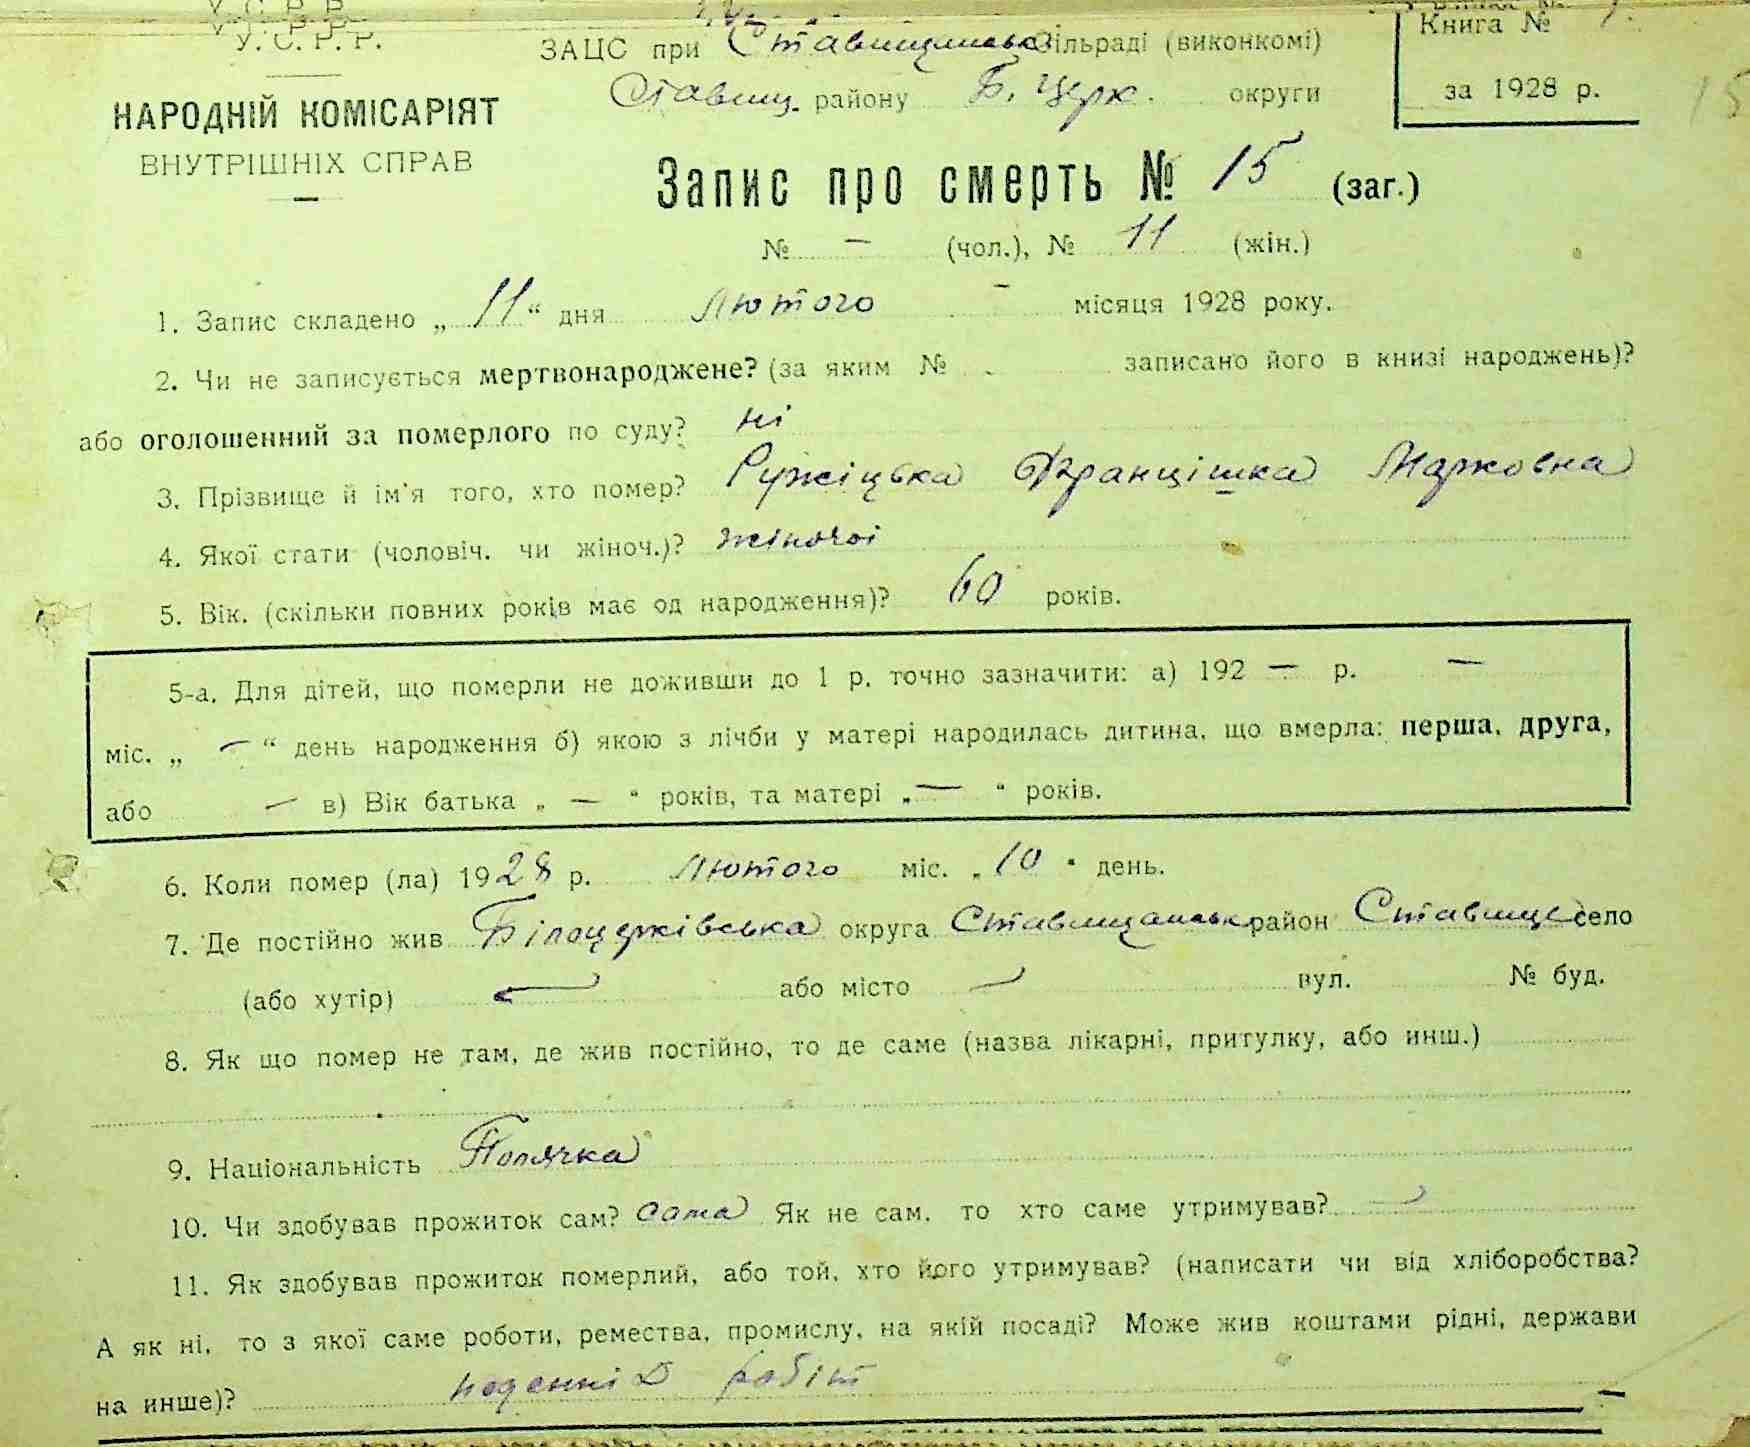 У. С. Р. Р.
НАРОДНІЙ КОМІСАРІЯТ
ВНУТРІШНІХ СПРАВ
ЗАЦС при Ставищанськ сільраді (виконкомі)
Ставищ. району Б. Церк. округи
Книга №
за 1928 р.
15
Запис про смерть № 15 (заг.)
№ — (чол.), № 11 (жін.)
1. Запис складено „11“ дня Лютого місяця 1928 року.
2. Чи не записується мертвонароджене? (за яким № - записано його в книзі народжень)?
або оголошенний за померлого по суду? ні
3. Прізвище й ім'я того, хто помер? Ружіцька Францішка Марковна
4. Якої стати (чоловіч. чи жіноч.)? жіночої
5. Вік. (скільки повних років має од народження)? 60 років.
5-а. Для дітей, що померли не доживши до 1 р. точно зазначити: а) 192 — р. —
міс. „ — “ день народження б) якою з лічби у матері народилась дитина, що вмерла: перша, друга,
або — в) Вік батька „ — “ років, та матері „ — “ років.
6. Коли помер (ла) 1928 р. Лютого міс. „10“ день.
7. Де постійно жив Білоцерківська округа Ставищанськ район Ставище село
(або хутір) — або місто — вул. № буд.
8. Як що помер не там, де жив постійно, то де саме (назва лікарні, притулку, або инш.)
9. Національність Полячка
10. Чи здобував прожиток сам? сама Як не сам, то хто саме утримував? —
11. Як здобував прожиток померлий, або той, хто його утримував? (написати чи від хліборобства?
А як ні, то з якої саме роботи, ремества, промислу, на якій посаді? Може жив коштами рідні, держави
на инше)? робіт